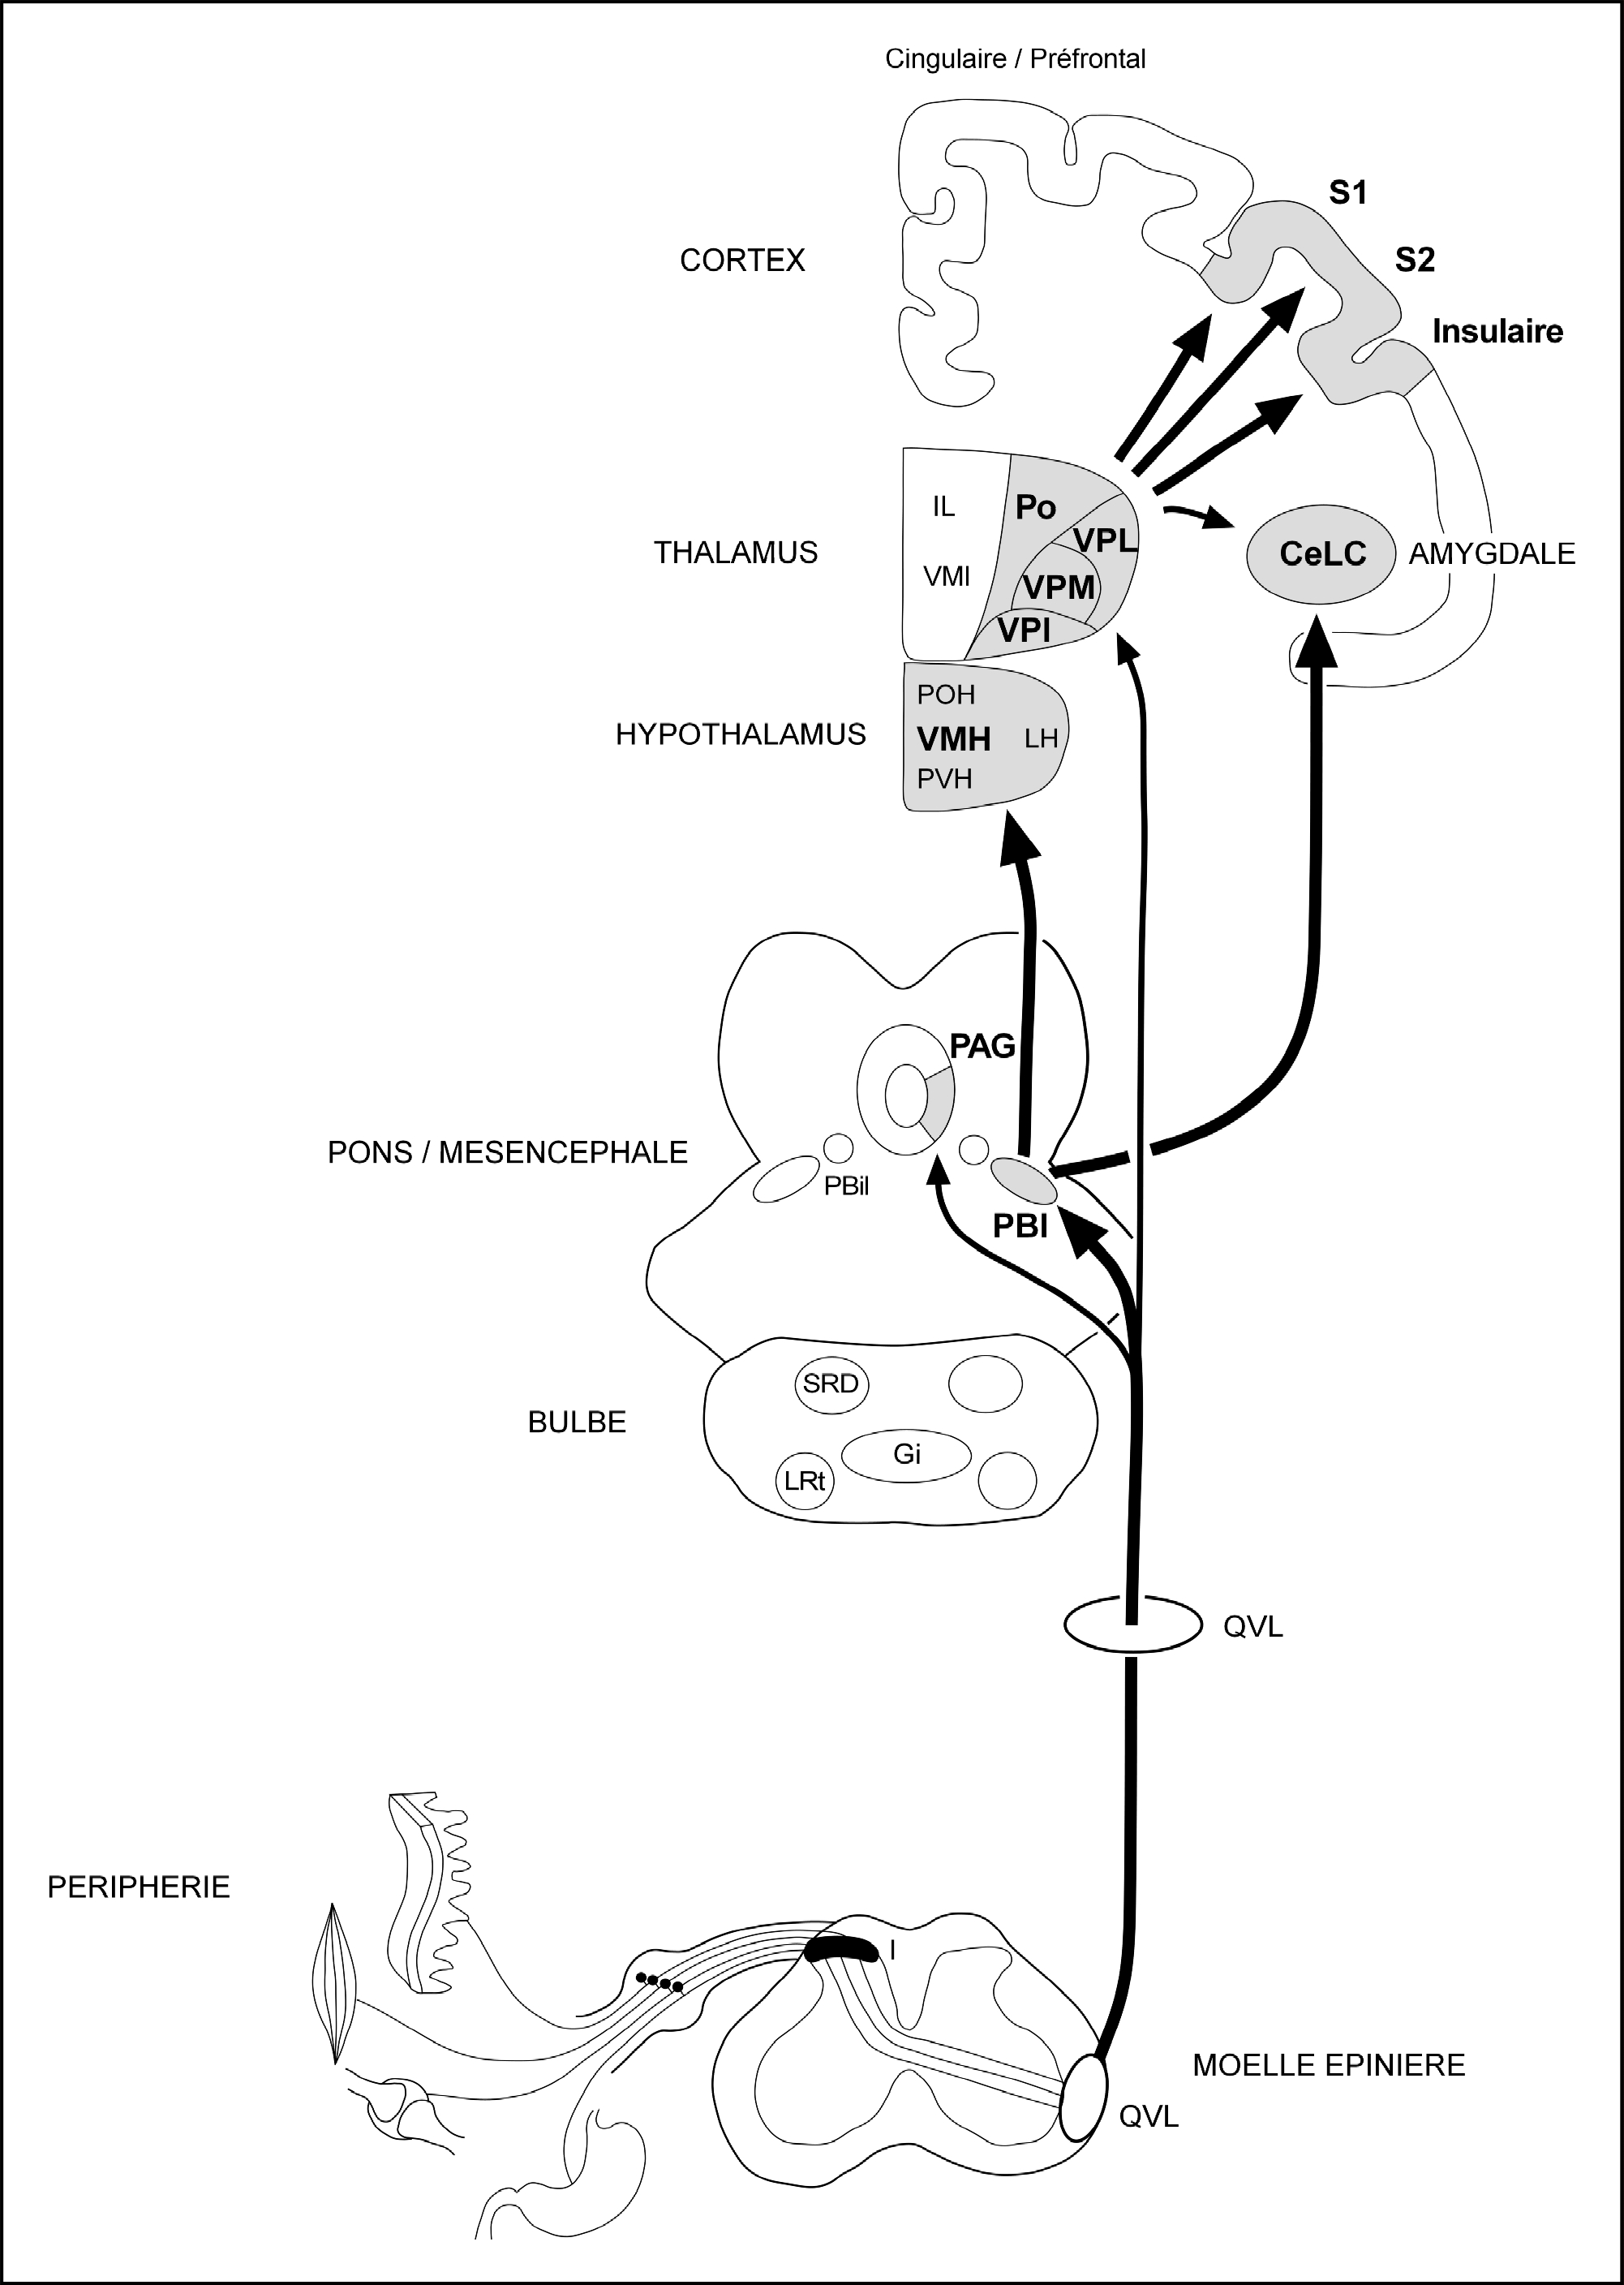 Cingulaire / Préfrontal
S1
CORTEX
S2
Insulaire
IL
Po
VPL
THALAMUS
CeLC
AMYGDALE
VMI
VPM
VPI
POH
HYPOTHALAMUS
VMH
LH
PVH
PAG
PONS / MESENCEPHALE
PBil
PBl
SRD
BULBE
Gi
LRt
QVL
PERIPHERIE
I
MOELLE EPINIERE
QVL